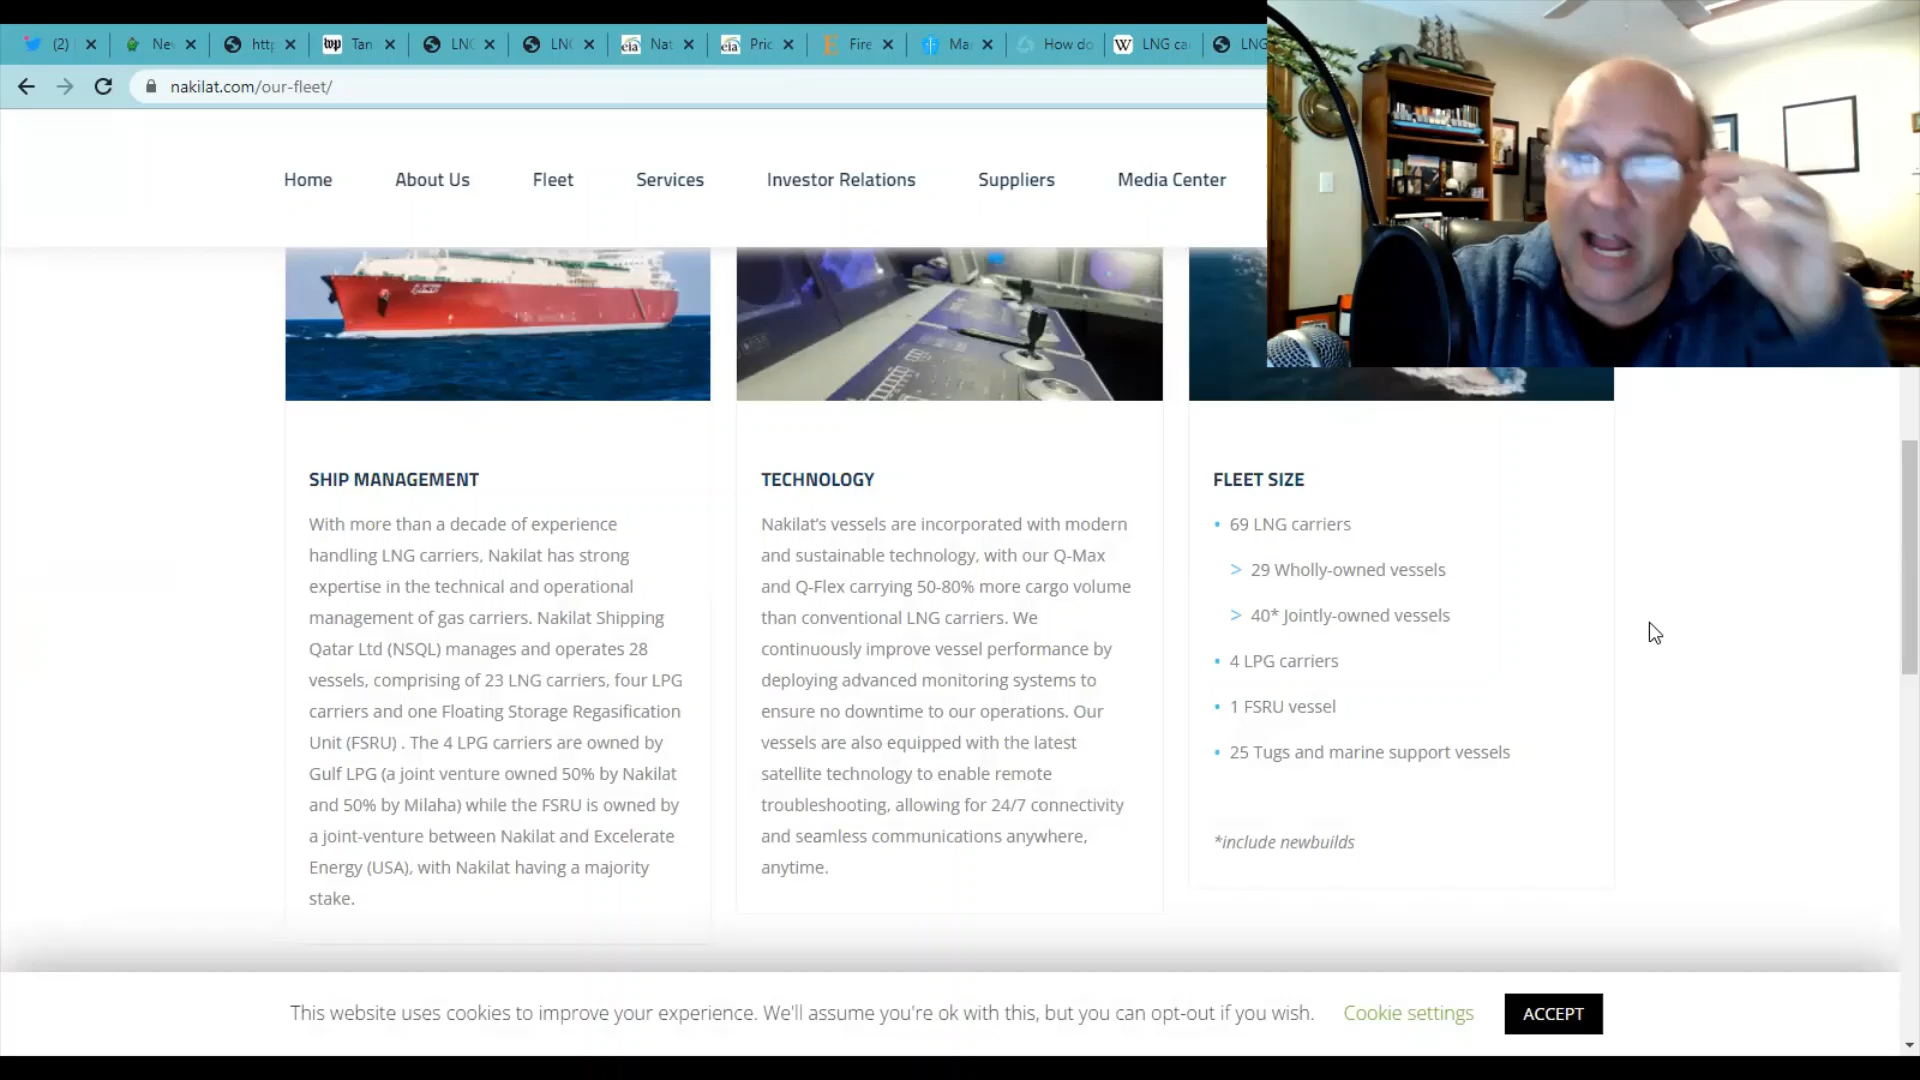 (2)
Ne
htt
wp Tan
LNC
LNC
eia Nat
eia Pric
E Fire
Ma
How do
W LNG ca
LNG
nakilat.com/our-fleet/
Home About Us Fleet Services Investor Relations Suppliers Media Center
SHIP MANAGEMENT
With more than a decade of experience
handling LNG carriers, Nakilat has strong
expertise in the technical and operational
management of gas carriers. Nakilat Shipping
Qatar Ltd (NSQL) manages and operates 28
vessels, comprising of 23 LNG carriers, four LPG
carriers and one Floating Storage Regasification
Unit (FSRU) . The 4 LPG carriers are owned by
Gulf LPG (a joint venture owned 50% by Nakilat
and 50% by Milaha) while the FSRU is owned by
a joint-venture between Nakilat and Excelerate
Energy (USA), with Nakilat having a majority
stake.
TECHNOLOGY
Nakilat’s vessels are incorporated with modern
and sustainable technology, with our Q-Max
and Q-Flex carrying 50-80% more cargo volume
than conventional LNG carriers. We
continuously improve vessel performance by
deploying advanced monitoring systems to
ensure no downtime to our operations. Our
vessels are also equipped with the latest
satellite technology to enable remote
troubleshooting, allowing for 24/7 connectivity
and seamless communications anywhere,
anytime.
FLEET SIZE
• 69 LNG carriers
> 29 Wholly-owned vessels
> 40* Jointly-owned vessels
• 4 LPG carriers
• 1 FSRU vessel
• 25 Tugs and marine support vessels
*include newbuilds
This website uses cookies to improve your experience. We'll assume you're ok with this, but you can opt-out if you wish. Cookie settings ACCEPT